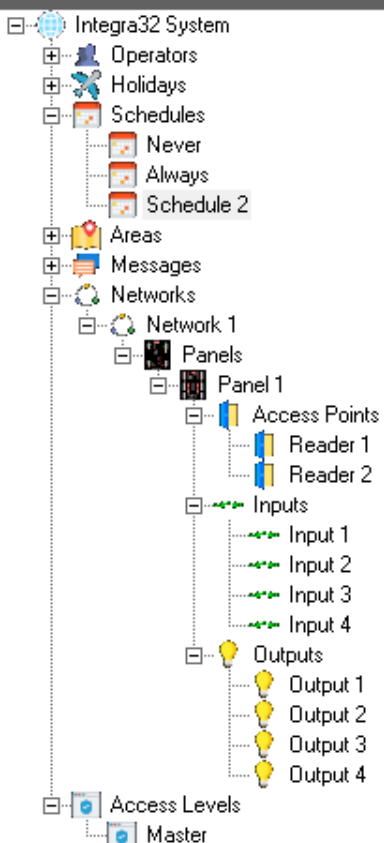 Integra32 System
Operators
Holidays
Schedules
Never
Always
Schedule 2
Areas
Messages
Networks
Network 1
Panels
Panel 1
Access Points
Reader 1
Reader 2
Inputs
Input 1
Input 2
Input 3
Input 4
Outputs
Output 1
Output 2
Output 3
Output 4
Access Levels
Master